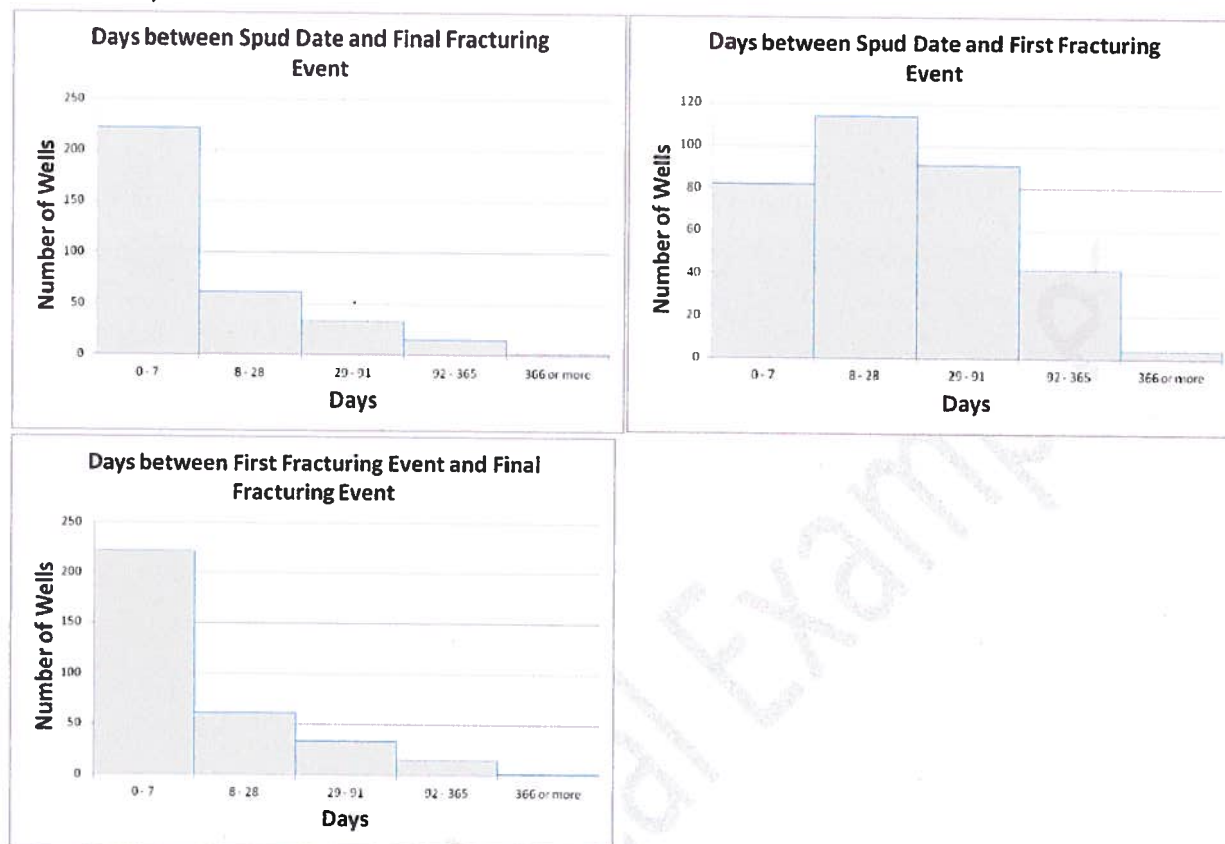 Days between Spud Date and Final Fracturing
Event
250
200
150
100
50
0
Number of Wells
0 - 7
8 - 28
29 - 91
92 - 365
366 or more
Days
Days between Spud Date and First Fracturing
Event
120
100
80
60
40
20
0
Number of Wells
0 - 7
8 - 28
29 - 91
92 - 365
366 or more
Days
Days between First Fracturing Event and Final
Fracturing Event
250
200
150
100
50
0
Number of Wells
0 - 7
8 - 28
29 - 91
92 - 365
366 or more
Days